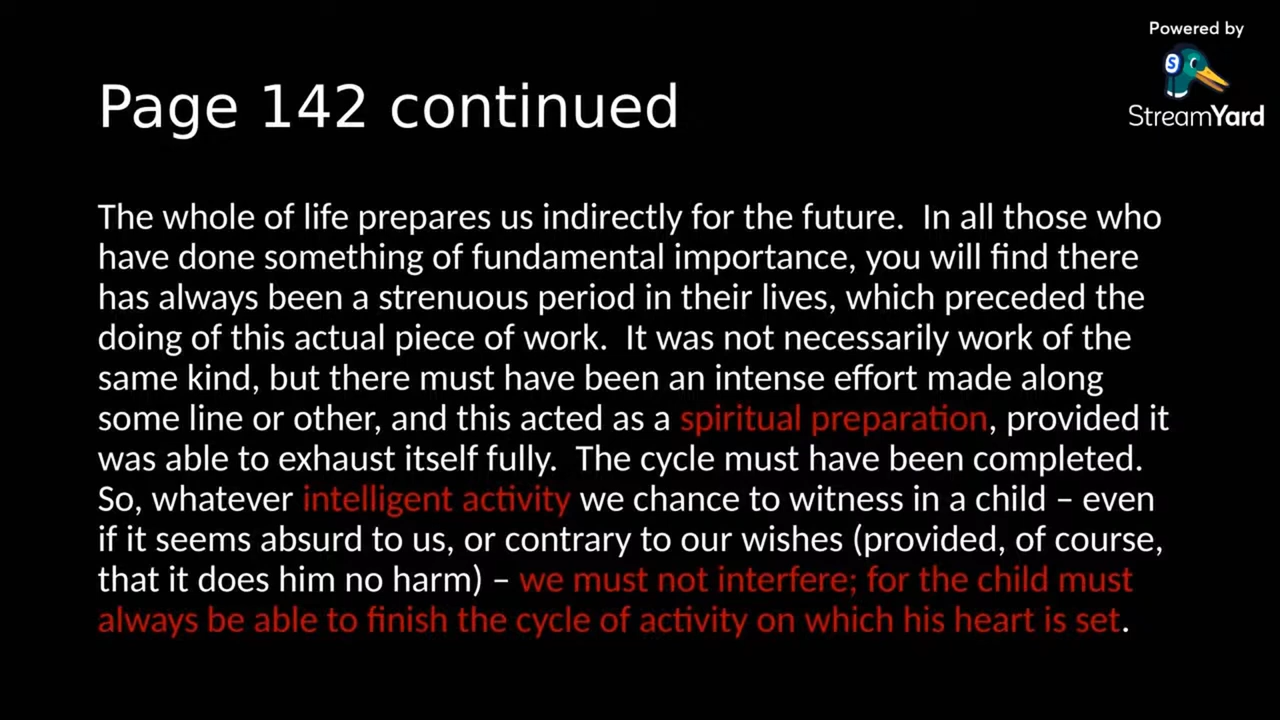 Powered by
StreamYard
Page 142 continued
The whole of life prepares us indirectly for the future.  In all those who
have done something of fundamental importance, you will find there
has always been a strenuous period in their lives, which preceded the
doing of this actual piece of work.  It was not necessarily work of the
same kind, but there must have been an intense effort made along
some line or other, and this acted as a spiritual preparation, provided it
was able to exhaust itself fully.  The cycle must have been completed.
So, whatever intelligent activity we chance to witness in a child – even
if it seems absurd to us, or contrary to our wishes (provided, of course,
that it does him no harm) – we must not interfere; for the child must
always be able to finish the cycle of activity on which his heart is set.